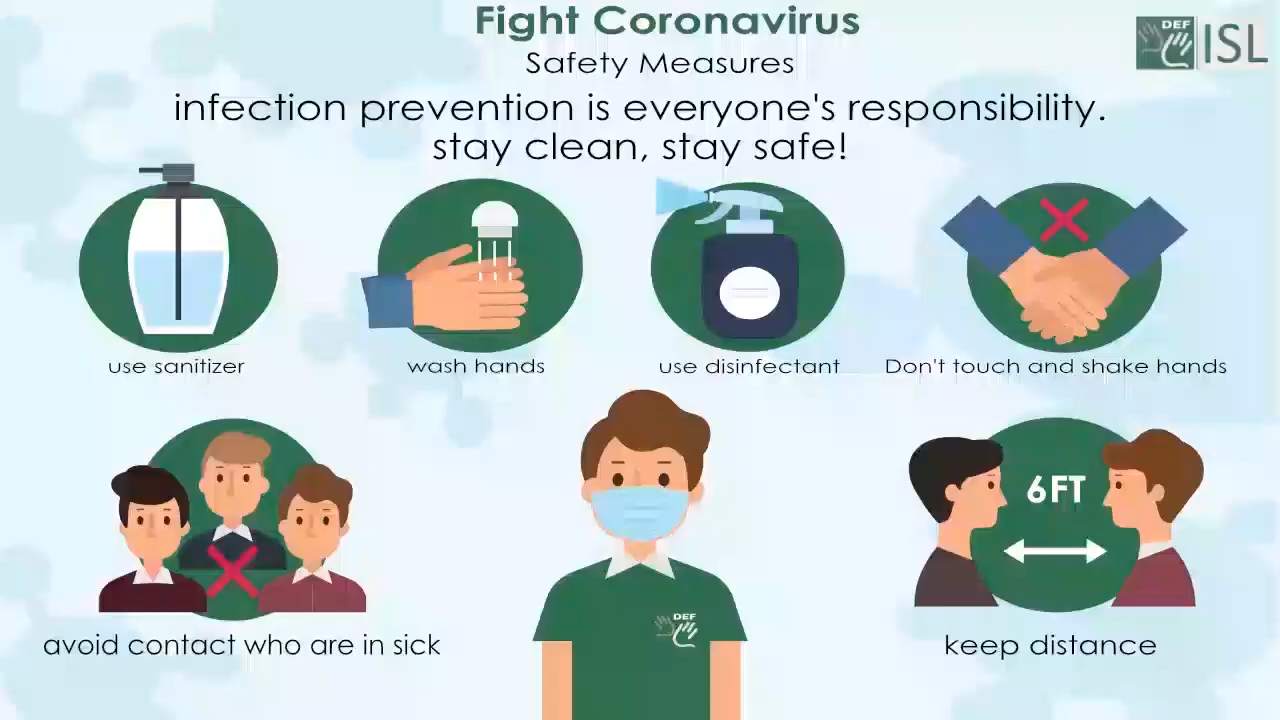 Fight Coronavirus
DEF
ISL
Safety Measures
infection prevention is everyone's responsibility.
stay clean, stay safe!
use sanitizer
wash hands
use disinfectant
Don't touch and shake hands
6FT
DEF
avoid contact who are in sick
keep distance